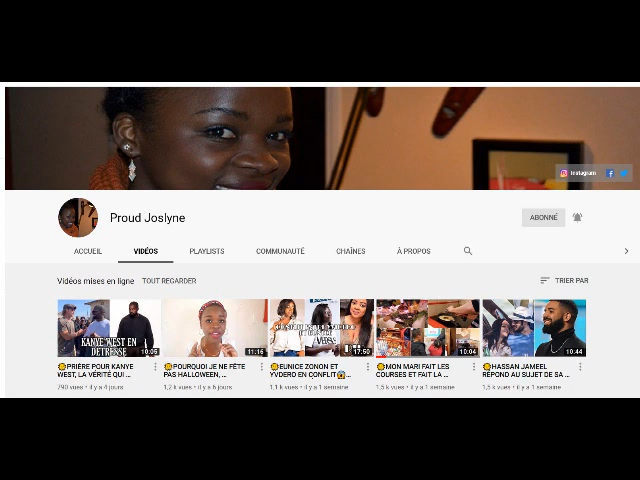 Instagram
Proud Joslyne
ABONNÉ
ACCUEIL VIDÉOS PLAYLISTS COMMUNAUTÉ CHAÎNES À PROPOS
Vidéos mises en ligne TOUT REGARDER TRIER PAR
KANYE WEST EN
DÉTRESSE
10:05
11:16
17:50
10:04
10:44
PRIÈRE POUR KANYE
WEST, LA VÉRITÉ QUI ...
790 vues • il y a 4 jours
POURQUOI JE NE FÊTE
PAS HALLOWEEN, ...
1,2 k vues • il y a 6 jours
EUNICE ZONON ET
YVDERO EN CONFLIT😱...
1,1 k vues • il y a 1 semaine
MON MARI FAIT LES
COURSES ET FAIT LA ...
1,5 k vues • il y a 1 semaine
HASSAN JAMEEL
RÉPOND AU SUJET DE SA ...
1,5 k vues • il y a 1 semaine